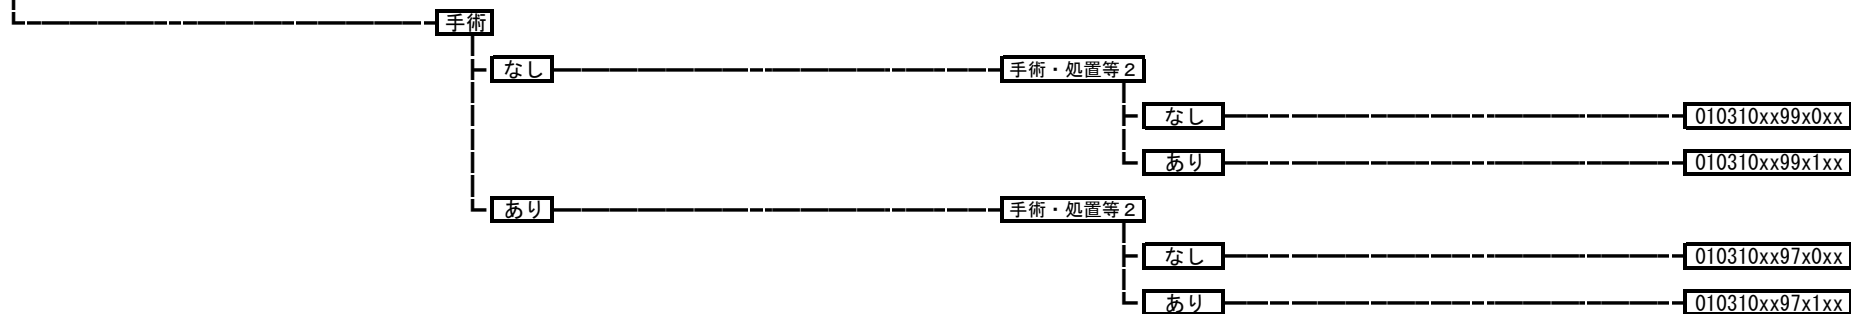 手術
なし 手術・処置等２
なし 010310xx99x0xx
あり 010310xx99x1xx
あり 手術・処置等２
なし 010310xx97x0xx
あり 010310xx97x1xx